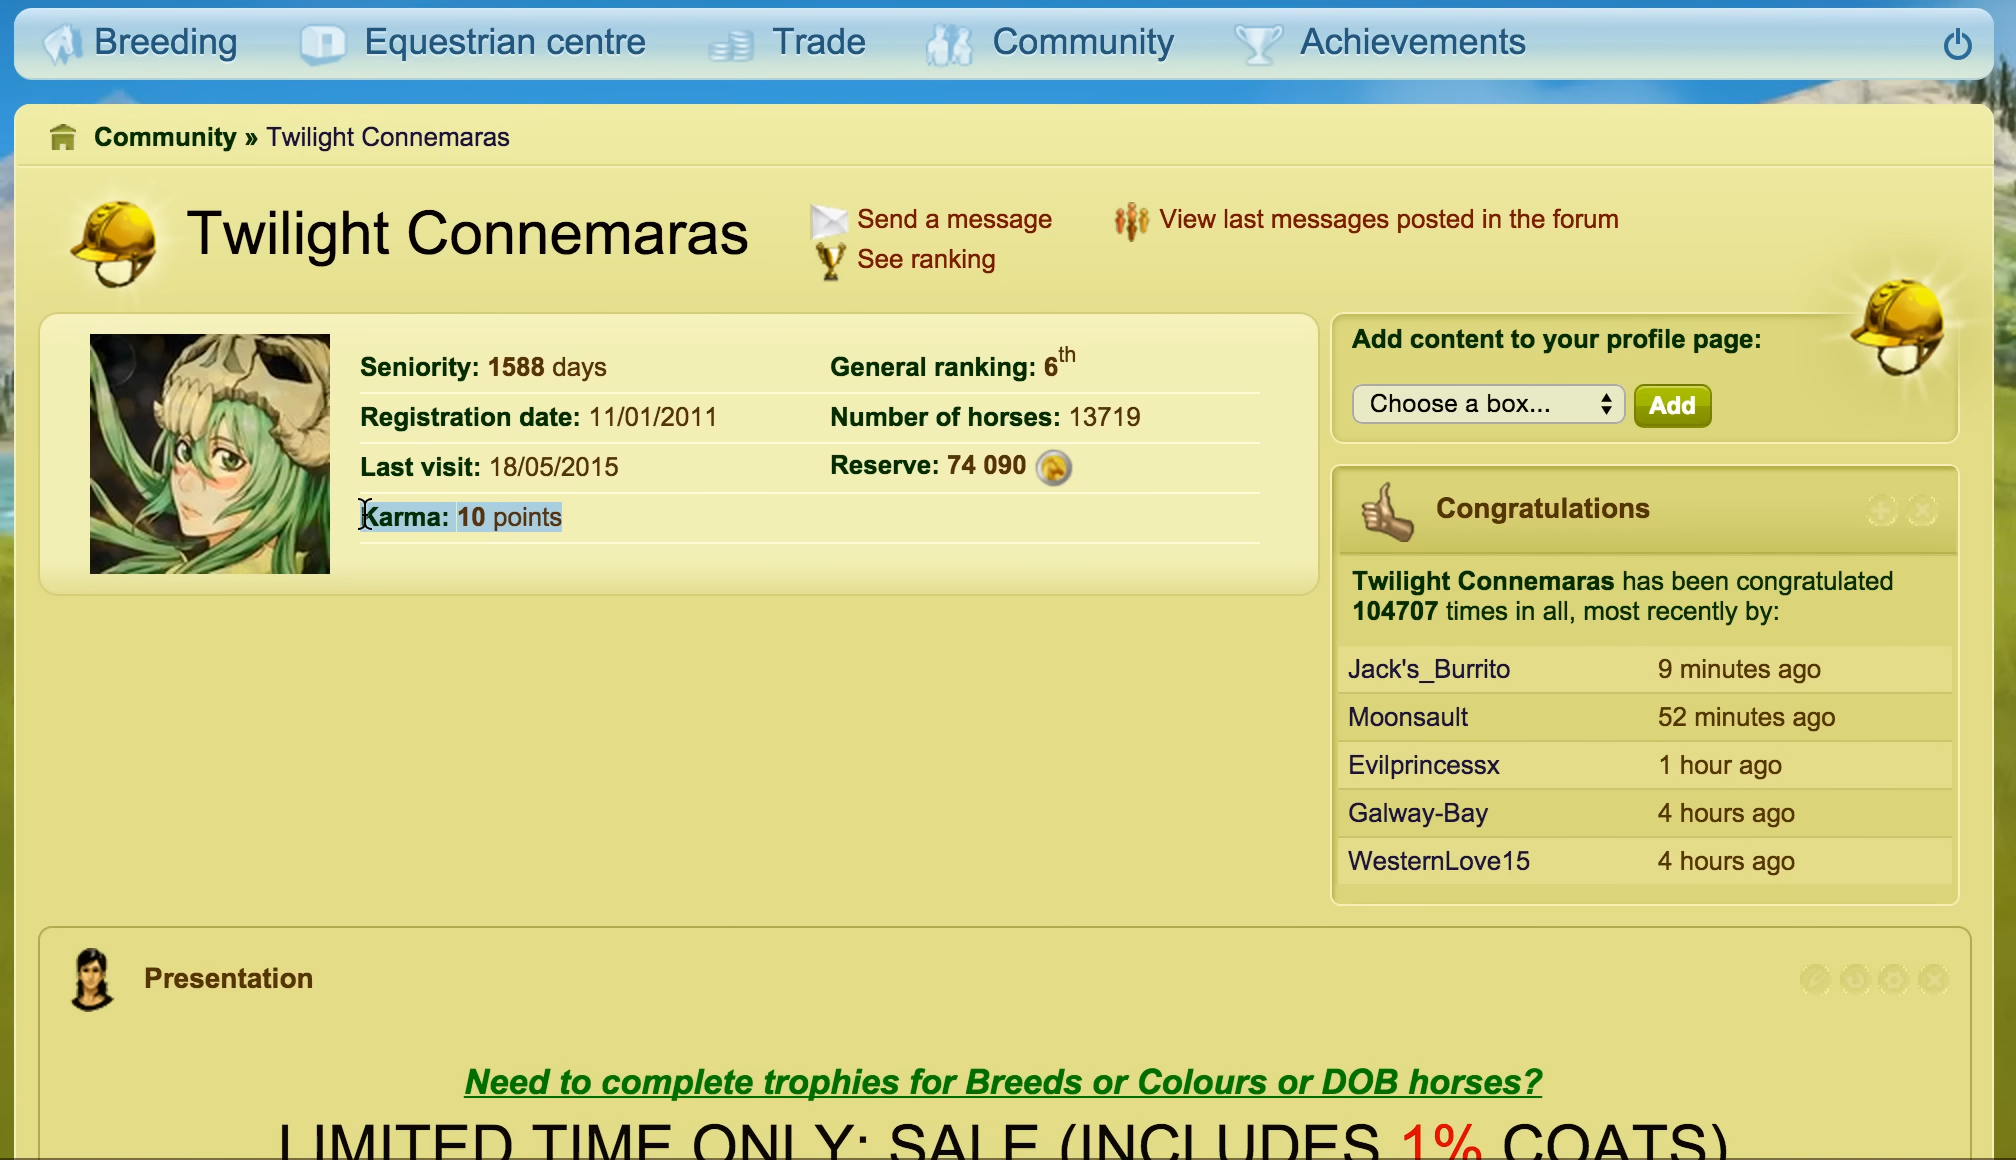 Breeding Equestrian centre Trade Community Achievements
Community » Twilight Connemaras
Twilight Connemaras
Send a message
View last messages posted in the forum
See ranking
Seniority: 1588 days
General ranking: 6th
Registration date: 11/01/2011
Number of horses: 13719
Last visit: 18/05/2015
Reserve: 74 090
Karma: 10 points
Add content to your profile page:
Choose a box...
Add
Congratulations
Twilight Connemaras has been congratulated
104707 times in all, most recently by:
Jack's_Burrito 9 minutes ago
Moonsault 52 minutes ago
Evilprincessx 1 hour ago
Galway-Bay 4 hours ago
WesternLove15 4 hours ago
Presentation
Need to complete trophies for Breeds or Colours or DOB horses?
LIMITED TIME ONLY: SALE (INCLUDES 1% COATS)